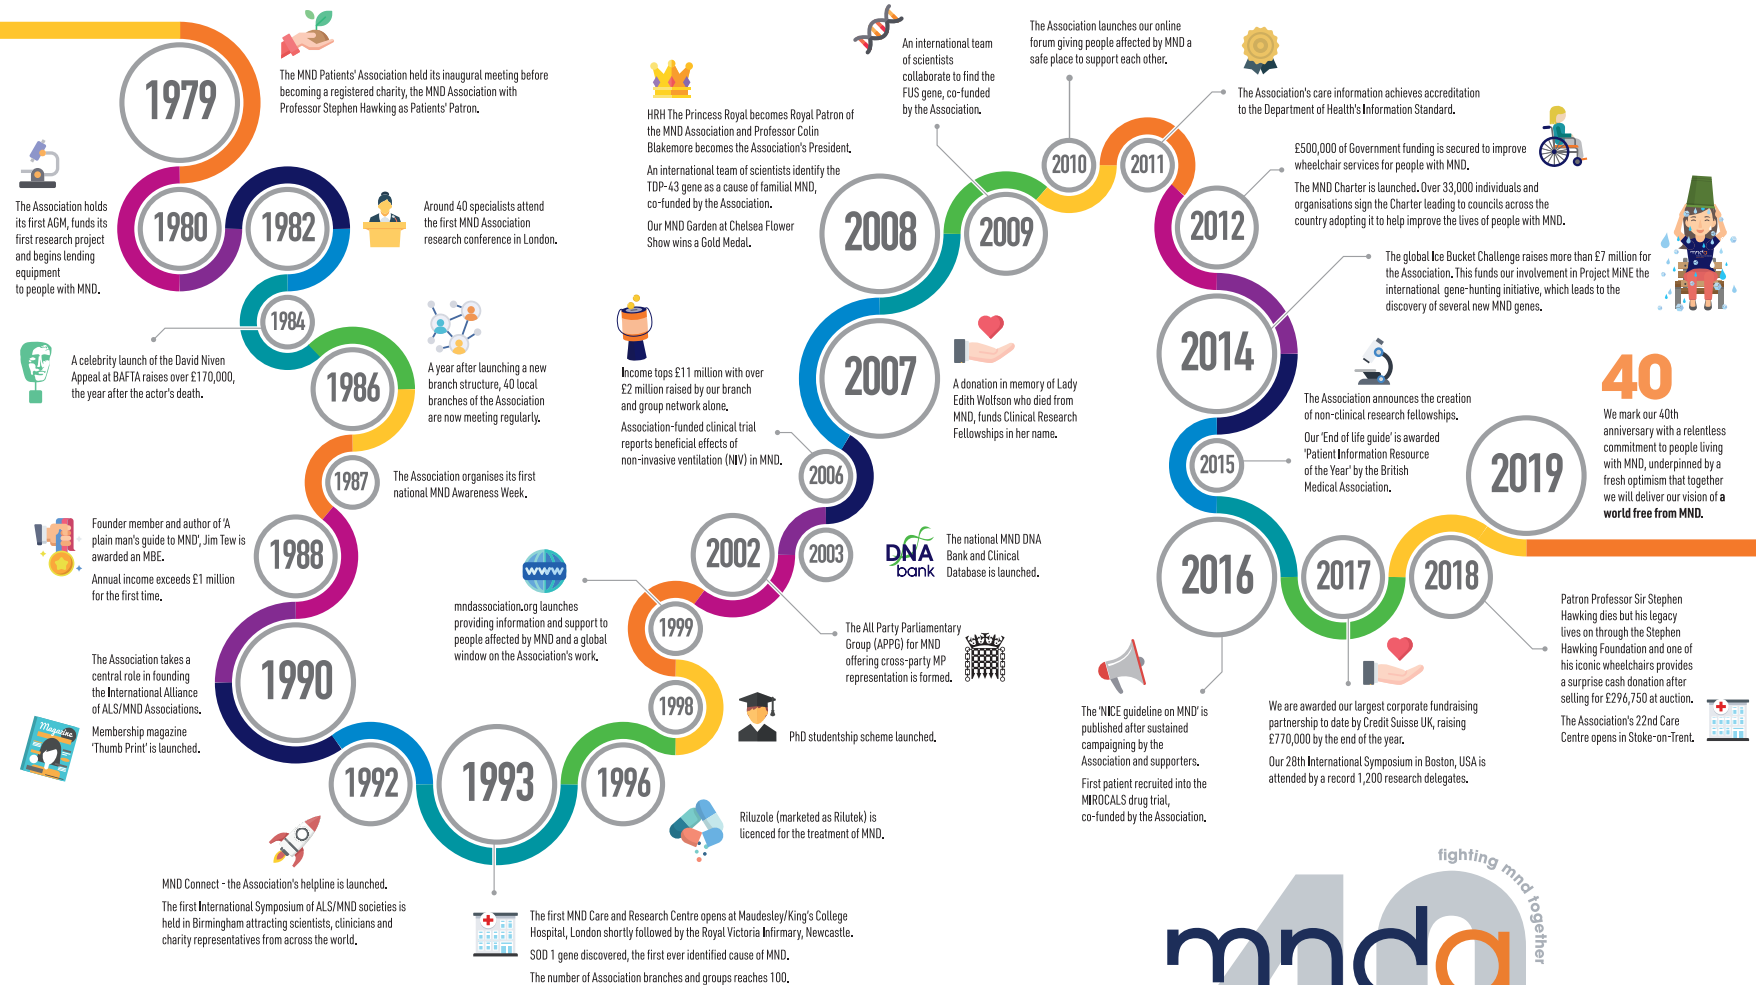 1979
The MND Patients' Association held its inaugural meeting before
becoming a registered charity, the MND Association with
Professor Stephen Hawking as Patients' Patron.
1980
The Association holds
its first AGM, funds its
first research project
and begins lending
equipment
to people with MND.
1982
Around 40 specialists attend
the first MND Association
research conference in London.
1984
A celebrity launch of the David Niven
Appeal at BAFTA raises over £170,000,
the year after the actor's death.
1986
A year after launching a new
branch structure, 40 local
branches of the Association
are now meeting regularly.
1987
The Association organises its first
national MND Awareness Week.
1988
Founder member and author of 'A
plain man's guide to MND', Jim Tew is
awarded an MBE.
Annual income exceeds £1 million
for the first time.
1990
The Association takes a
central role in founding
the International Alliance
of ALS/MND Associations.
Membership magazine
'Thumb Print' is launched.
Magazine
1992
MND Connect - the Association's helpline is launched.
The first International Symposium of ALS/MND societies is
held in Birmingham attracting scientists, clinicians and
charity representatives from across the world.
1993
The first MND Care and Research Centre opens at Maudesley/King's College
Hospital, London shortly followed by the Royal Victoria Infirmary, Newcastle.
SOD 1 gene discovered, the first ever identified cause of MND.
The number of Association branches and groups reaches 100.
1996
Riluzole (marketed as Rilutek) is
licenced for the treatment of MND.
1998
PhD studentship scheme launched.
1999
www
mndassociation.org launches
providing information and support to
people affected by MND and a global
window on the Association's work.
2002
The All Party Parliamentary
Group (APPG) for MND
offering cross-party MP
representation is formed.
2003
DNA
bank
The national MND DNA
Bank and Clinical
Database is launched.
2006
Income tops £11 million with over
£2 million raised by our branch
and group network alone.
Association-funded clinical trial
reports beneficial effects of
non-invasive ventilation (NIV) in MND.
2007
A donation in memory of Lady
Edith Wolfson who died from
MND, funds Clinical Research
Fellowships in her name.
2008
HRH The Princess Royal becomes Royal Patron of
the MND Association and Professor Colin
Blakemore becomes the Association's President.
An international team of scientists identify the
TDP-43 gene as a cause of familial MND,
co-funded by the Association.
Our MND Garden at Chelsea Flower
Show wins a Gold Medal.
2009
An international team
of scientists
collaborate to find the
FUS gene, co-funded
by the Association.
2010
The Association launches our online
forum giving people affected by MND a
safe place to support each other.
2011
The Association's care information achieves accreditation
to the Department of Health's Information Standard.
2012
£500,000 of Government funding is secured to improve
wheelchair services for people with MND.
The MND Charter is launched. Over 33,000 individuals and
organisations sign the Charter leading to councils across the
country adopting it to help improve the lives of people with MND.
2014
The global Ice Bucket Challenge raises more than £7 million for
the Association. This funds our involvement in Project MiNE the
international gene-hunting initiative, which leads to the
discovery of several new MND genes.
2015
The Association announces the creation
of non-clinical research fellowships.
Our 'End of life guide' is awarded
'Patient Information Resource
of the Year' by the British
Medical Association.
2016
The 'NICE guideline on MND' is
published after sustained
campaigning by the
Association and supporters.
First patient recruited into the
MIROCALS drug trial,
co-funded by the Association.
2017
We are awarded our largest corporate fundraising
partnership to date by Credit Suisse UK, raising
£770,000 by the end of the year.
Our 28th International Symposium in Boston, USA is
attended by a record 1,200 research delegates.
2018
Patron Professor Sir Stephen
Hawking dies but his legacy
lives on through the Stephen
Hawking Foundation and one of
his iconic wheelchairs provides
a surprise cash donation after
selling for £296,750 at auction.
The Association's 22nd Care
Centre opens in Stoke-on-Trent.
2019
40
We mark our 40th
anniversary with a relentless
commitment to people living
with MND, underpinned by a
fresh optimism that together
we will deliver our vision of a
world free from MND.
fighting mnd together
40
mnda